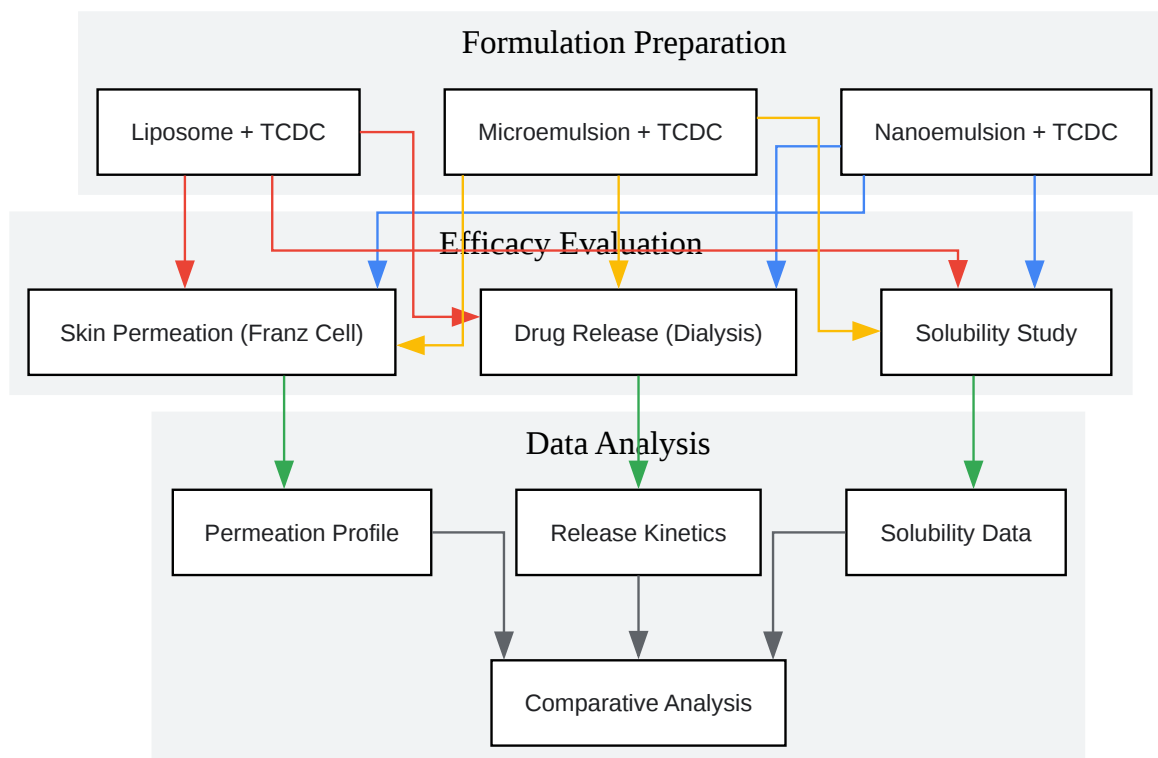 Formulation Preparation
Liposome + TCDC
Microemulsion + TCDC
Nanoemulsion + TCDC
Efficacy Evaluation
Skin Permeation (Franz Cell)
Drug Release (Dialysis)
Solubility Study
Data Analysis
Permeation Profile
Release Kinetics
Solubility Data
Comparative Analysis